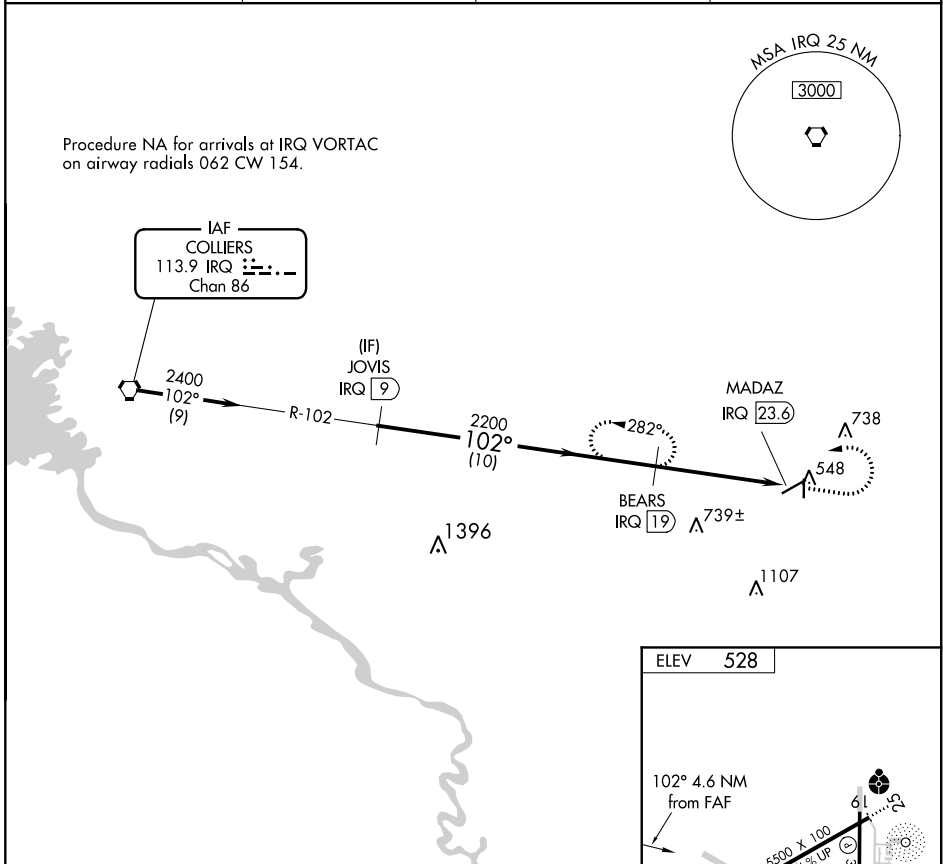 MSA IRQ 25 NM
3000
Procedure NA for arrivals at IRQ VORTAC
on airway radials 062 CW 154.
IAF
COLLIERS
113.9 IRQ
Chan 86
2400
102°
(9)
R-102
(IF)
JOVIS
IRQ 9
2200
102°
(10)
282°
BEARS
IRQ 19
MADAZ
IRQ 23.6
738
548
739±
1396
1107
ELEV 528
102° 4.6 NM
from FAF
19
25
5500 X 100
% UP
P